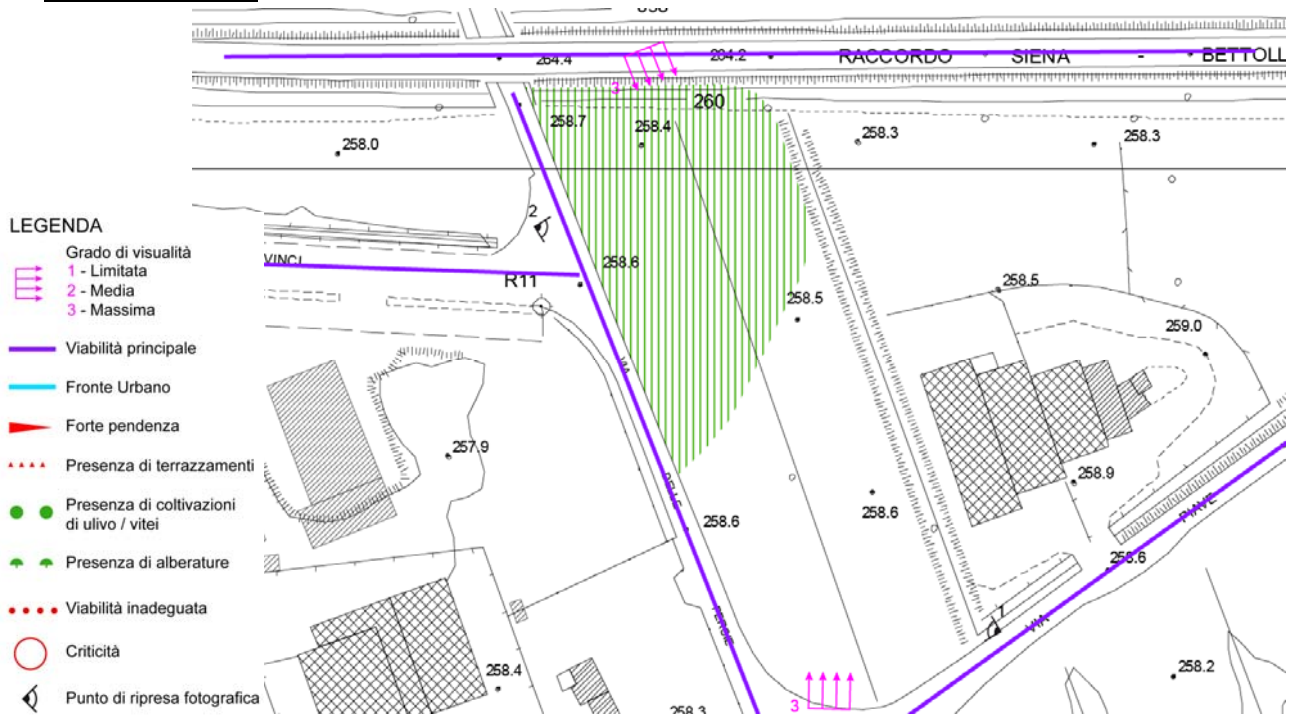 264.4
264.2
RACCORDO SIENA - BETTOLL
3
260
258.7
258.4
258.3
258.3
258.0
2
LEGENDA
Grado di visualità
1 - Limitata
2 - Media
3 - Massima
VINCI
R11
258.6
258.5
258.5
259.0
Viabilità principale
Fronte Urbano
Forte pendenza
Presenza di terrazzamenti
Presenza di coltivazioni
di ulivo / vitei
Presenza di alberature
Viabilità inadeguata
Criticità
Punto di ripresa fotografica
VIA
DELLE
PERSIE
257.9
258.6
258.6
258.9
258.6
PIAVE
VIA
1
258.4
258.3
258.2
3